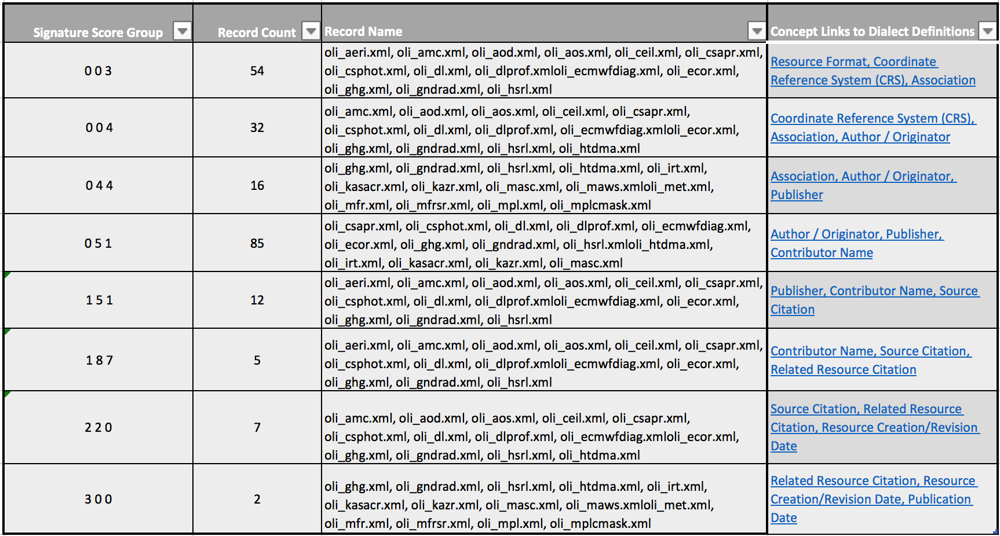 Signature Score Group Record Count Record Name Concept Links to Dialect Definitions
0 0 3
54
oli_aeri.xml, oli_amc.xml, oli_aod.xml, oli_aos.xml, oli_ceil.xml, oli_csapr.xml,
oli_csphot.xml, oli_dl.xml, oli_dlprof.xmloli_ecmwfdiag.xml, oli_ecor.xml,
oli_ghg.xml, oli_gndrad.xml, oli_hsrl.xml
Resource Format, Coordinate
Reference System (CRS), Association
0 0 4
32
oli_amc.xml, oli_aod.xml, oli_aos.xml, oli_ceil.xml, oli_csapr.xml,
oli_csphot.xml, oli_dl.xml, oli_dlprof.xml, oli_ecmwfdiag.xmloli_ecor.xml,
oli_ghg.xml, oli_gndrad.xml, oli_hsrl.xml, oli_htdma.xml
Coordinate Reference System (CRS),
Association, Author / Originator
0 4 4
16
oli_ghg.xml, oli_gndrad.xml, oli_hsrl.xml, oli_htdma.xml, oli_irt.xml,
oli_kasacr.xml, oli_kazr.xml, oli_masc.xml, oli_maws.xmloli_met.xml,
oli_mfr.xml, oli_mfrsr.xml, oli_mpl.xml, oli_mplcmask.xml
Association, Author / Originator,
Publisher
0 5 1
85
oli_csapr.xml, oli_csphot.xml, oli_dl.xml, oli_dlprof.xml, oli_ecmwfdiag.xml,
oli_ecor.xml, oli_ghg.xml, oli_gndrad.xml, oli_hsrl.xmloli_htdma.xml,
oli_irt.xml, oli_kasacr.xml, oli_kazr.xml, oli_masc.xml
Author / Originator, Publisher,
Contributor Name
1 5 1
12
oli_aeri.xml, oli_amc.xml, oli_aod.xml, oli_aos.xml, oli_ceil.xml, oli_csapr.xml,
oli_csphot.xml, oli_dl.xml, oli_dlprof.xmloli_ecmwfdiag.xml, oli_ecor.xml,
oli_ghg.xml, oli_gndrad.xml, oli_hsrl.xml
Publisher, Contributor Name, Source
Citation
1 8 7
5
oli_aeri.xml, oli_amc.xml, oli_aod.xml, oli_aos.xml, oli_ceil.xml, oli_csapr.xml,
oli_csphot.xml, oli_dl.xml, oli_dlprof.xmloli_ecmwfdiag.xml, oli_ecor.xml,
oli_ghg.xml, oli_gndrad.xml, oli_hsrl.xml
Contributor Name, Source Citation,
Related Resource Citation
2 2 0
7
oli_amc.xml, oli_aod.xml, oli_aos.xml, oli_ceil.xml, oli_csapr.xml,
oli_csphot.xml, oli_dl.xml, oli_dlprof.xml, oli_ecmwfdiag.xmloli_ecor.xml,
oli_ghg.xml, oli_gndrad.xml, oli_hsrl.xml, oli_htdma.xml
Source Citation, Related Resource
Citation, Resource Creation/Revision
Date
3 0 0
2
oli_ghg.xml, oli_gndrad.xml, oli_hsrl.xml, oli_htdma.xml, oli_irt.xml,
oli_kasacr.xml, oli_kazr.xml, oli_masc.xml, oli_maws.xmloli_met.xml,
oli_mfr.xml, oli_mfrsr.xml, oli_mpl.xml, oli_mplcmask.xml
Related Resource Citation, Resource
Creation/Revision Date, Publication
Date